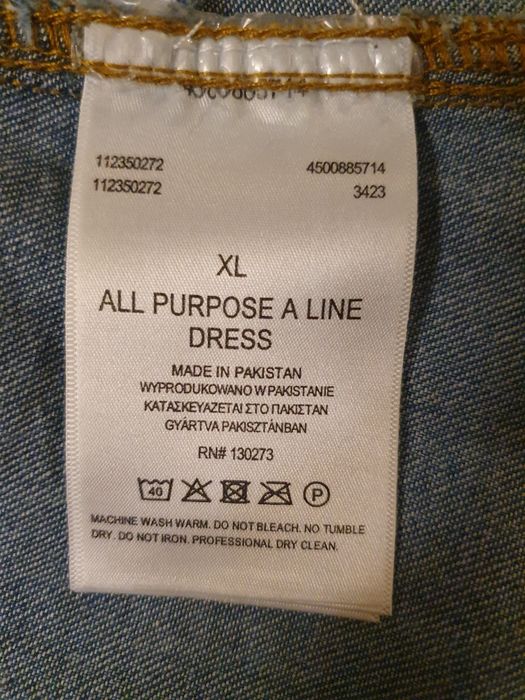 112350272 4500885714
112350272 3423
XL
ALL PURPOSE A LINE
DRESS
MADE IN PAKISTAN
WYPRODUKOWANO W PAKISTANIE
ΚΑΤΑΣΚΕΥΑΖΕΤΑΙ ΣΤΟ ΠΑΚΙΣΤΑΝ
GYÁRTVA PAKISZTÁNBAN
RN# 130273
40 P
MACHINE WASH WARM. DO NOT BLEACH. NO TUMBLE
DRY. DO NOT IRON. PROFESSIONAL DRY CLEAN.